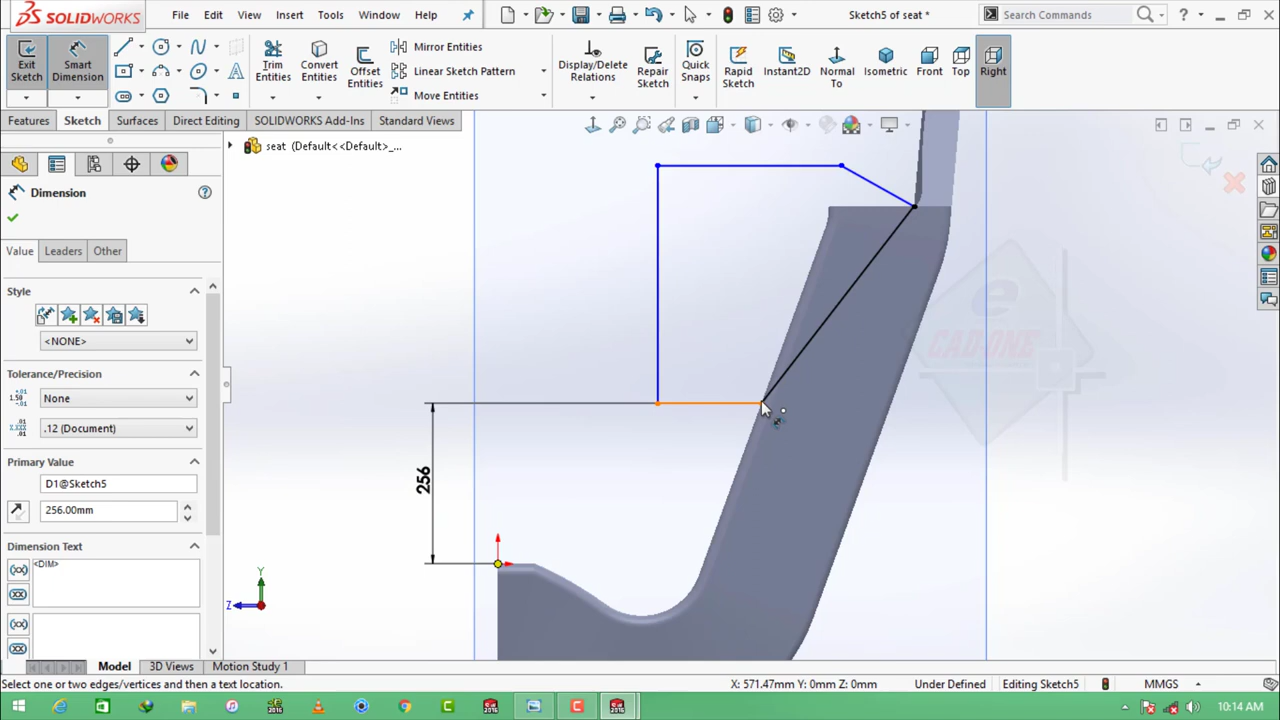 SOLIDWORKS
File
Edit
View
Insert
Tools
Window
Help
Sketch5 of seat *
Search Commands
?
Exit Sketch
Smart Dimension
Trim Entities
Convert Entities
Offset Entities
Mirror Entities
Linear Sketch Pattern
Move Entities
Display/Delete Relations
Repair Sketch
Quick Snaps
Rapid Sketch
Instant2D
Normal To
Isometric
Front
Top
Right
Features
Sketch
Surfaces
Direct Editing
SOLIDWORKS Add-Ins
Standard Views
seat (Default<<Default>_...
Dimension
Value
Leaders
Other
Style
<NONE>
Tolerance/Precision
None
.12 (Document)
Primary Value
D1@Sketch5
256.00mm
Dimension Text
<DIM>
256
Y
Z
e
CAD-ONE
Model
3D Views
Motion Study 1
Select one or two edges/vertices and then a text location.
X: 571.47mm Y: 0mm Z: 0mm
Under Defined
Editing Sketch5
MMGS
10:14 AM